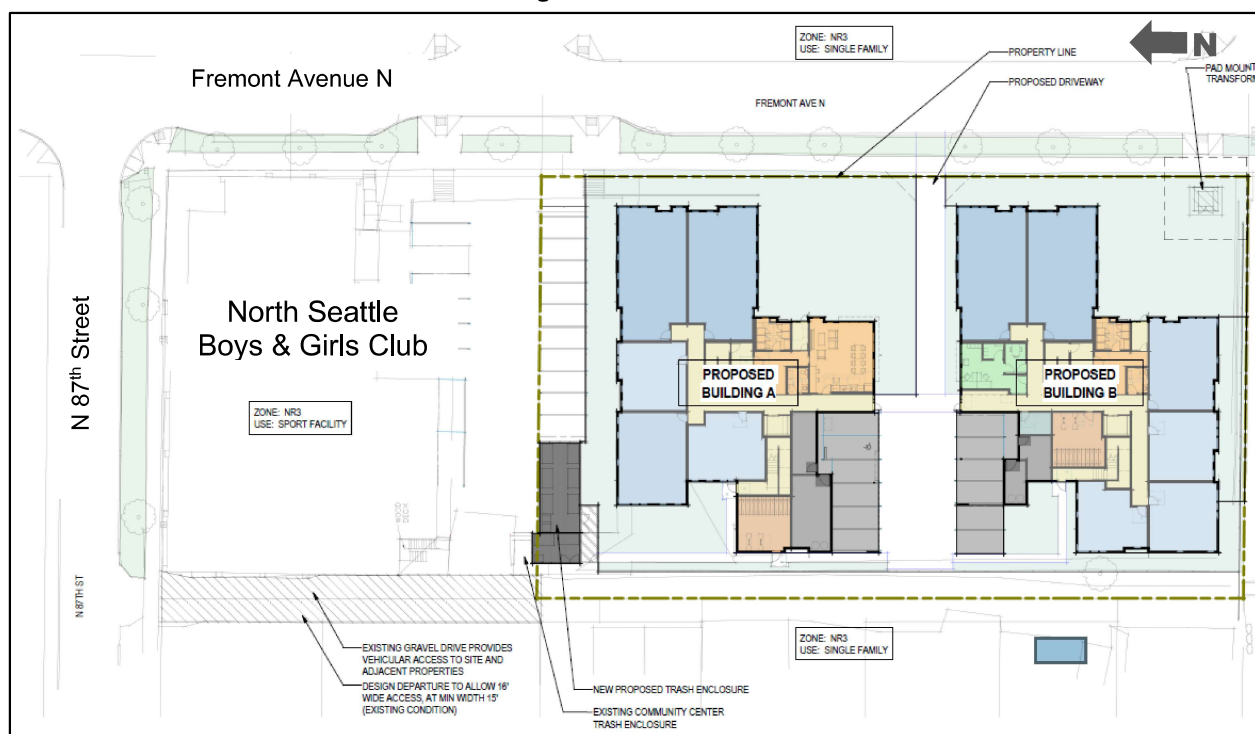 ZONE: NR3
USE: SINGLE FAMILY
N
PROPERTY LINE
PAD MOUNT
TRANSFORM
Fremont Avenue N
PROPOSED DRIVEWAY
FREMONT AVE N
N 87th Street
North Seattle
Boys & Girls Club
ZONE: NR3
USE: SPORT FACILITY
PROPOSED
BUILDING A
PROPOSED
BUILDING B
WOOD
DECK
N 87TH ST
EXISTING GRAVEL DRIVE PROVIDES
VEHICULAR ACCESS TO SITE AND
ADJACENT PROPERTIES
DESIGN DEPARTURE TO ALLOW 16'
WIDE ACCESS, AT MIN WIDTH 15'
(EXISTING CONDITION)
NEW PROPOSED TRASH ENCLOSURE
EXISTING COMMUNITY CENTER
TRASH ENCLOSURE
ZONE: NR3
USE: SINGLE FAMILY